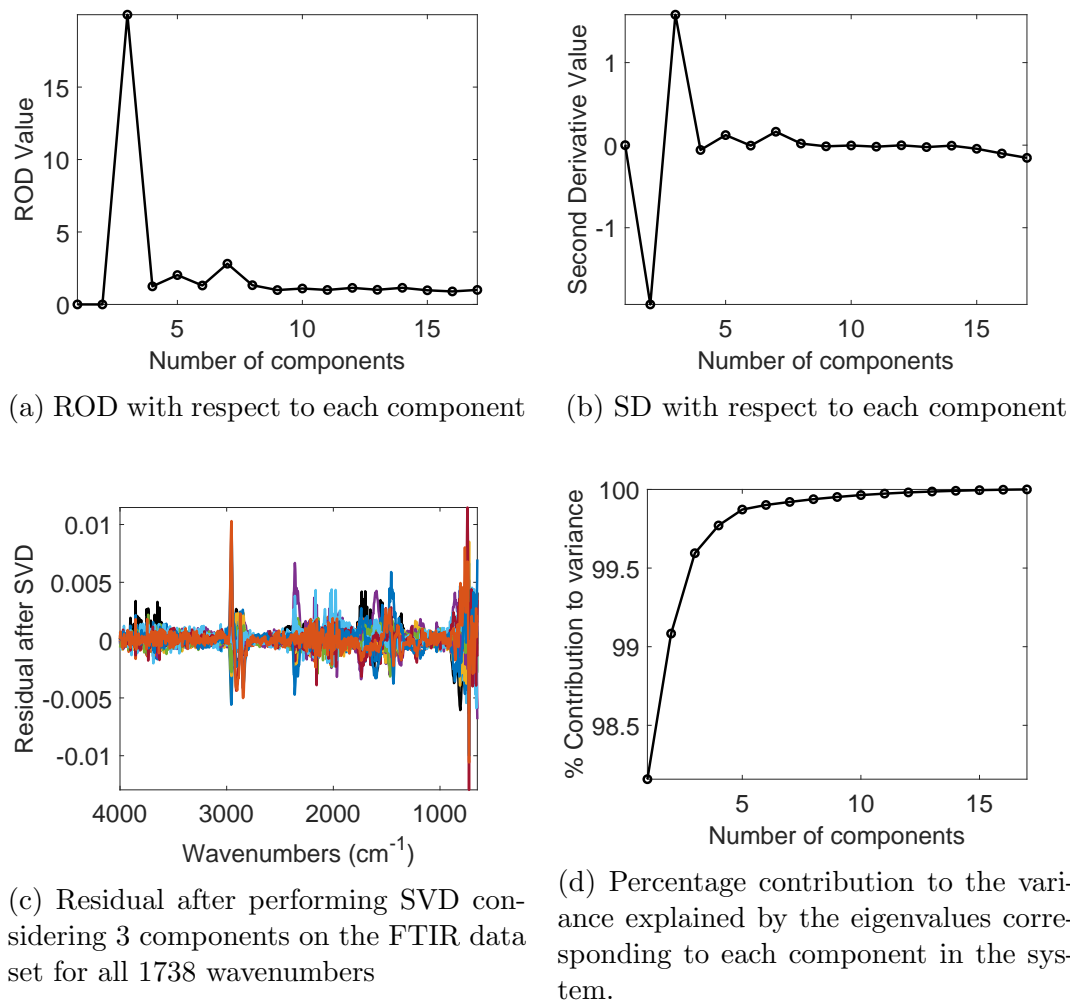 15
10
5
0
ROD Value
5
10
15
Number of components
(a) ROD with respect to each component
1
0
-1
Second Derivative Value
5
10
15
Number of components
(b) SD with respect to each component
0.01
0.005
0
-0.005
-0.01
Residual after SVD
4000
3000
2000
1000
Wavenumbers (cm-1)
(c) Residual after performing SVD con-
sidering 3 components on the FTIR data
set for all 1738 wavenumbers
100
99.5
99
98.5
% Contribution to variance
5
10
15
Number of components
(d) Percentage contribution to the vari-
ance explained by the eigenvalues corre-
sponding to each component in the sys-
tem.